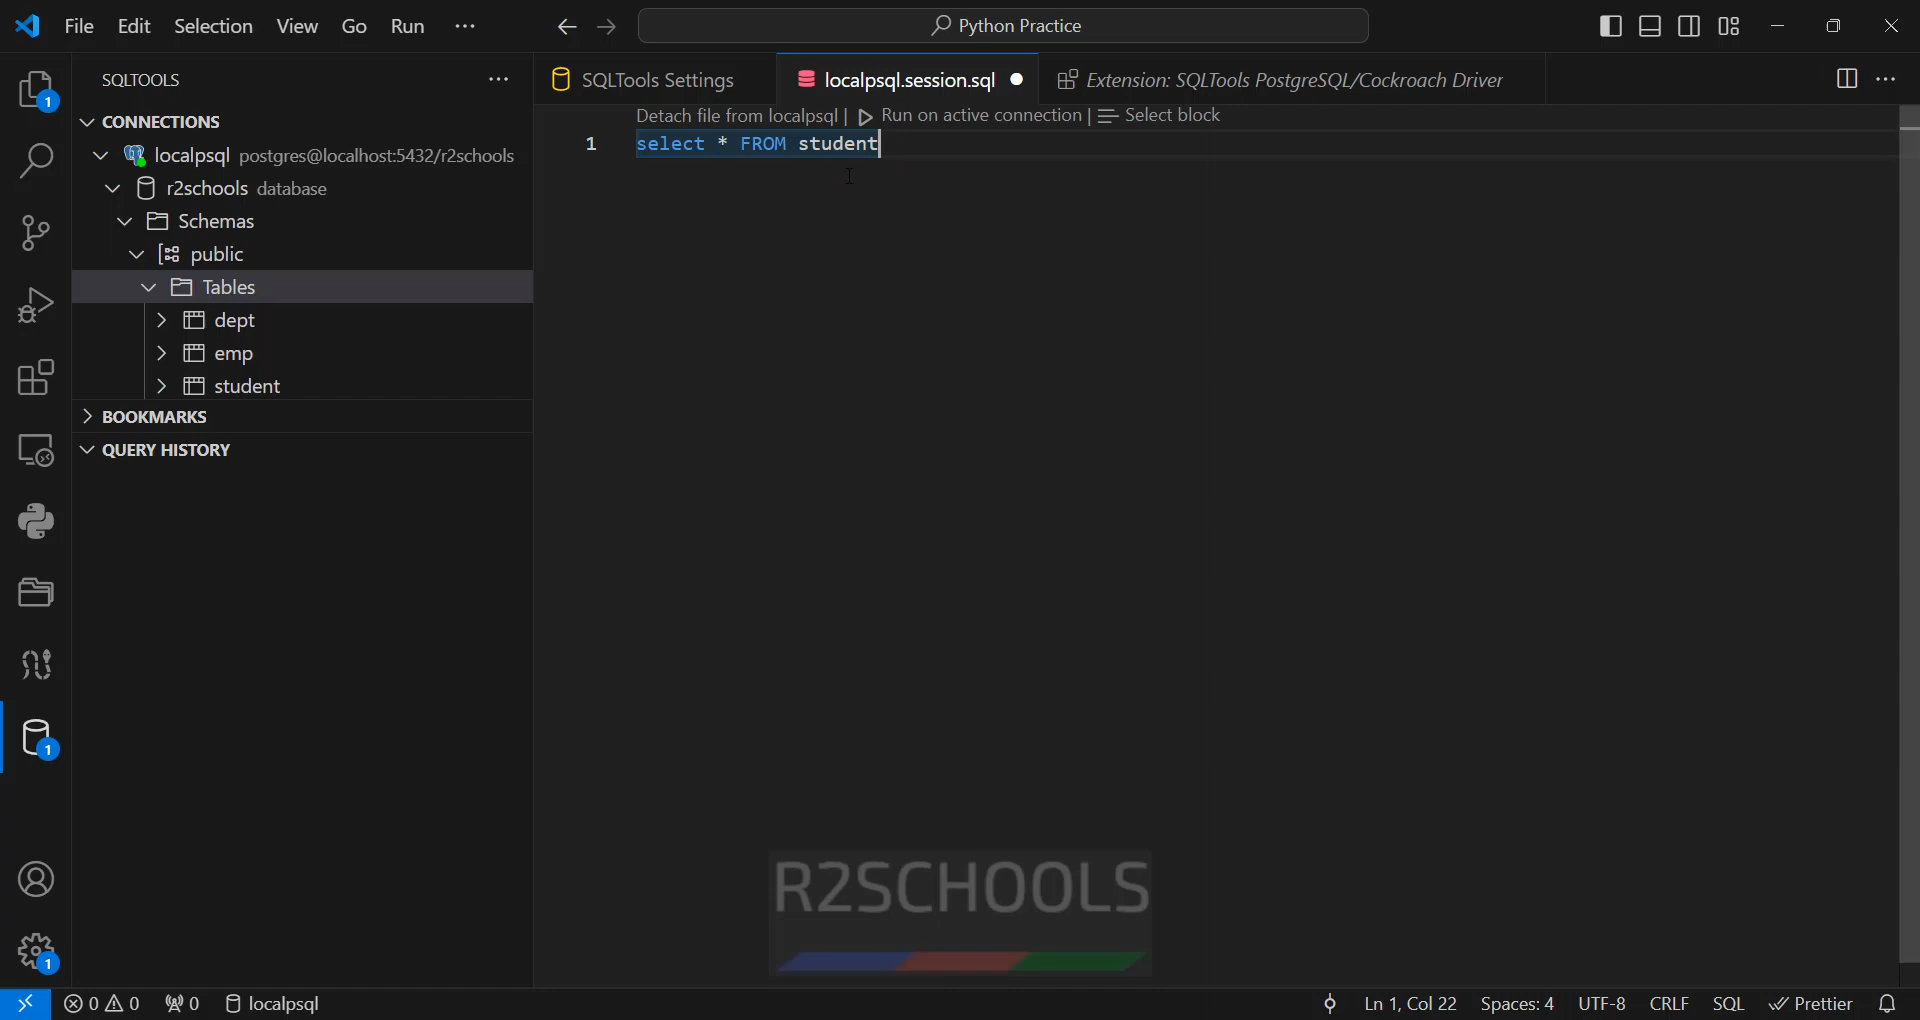 File Edit Selection View Go Run ... Python Practice
SQLTOOLS ...
SQLTools Settings localpsql.session.sql Extension: SQLTools PostgreSQL/Cockroach Driver ...
Detach file from localpsql | Run on active connection | Select block
1 select * FROM student
CONNECTIONS
localpsql postgres@localhost:5432/r2schools
r2schools database
Schemas
public
Tables
dept
emp
student
BOOKMARKS
QUERY HISTORY
1
1
1
R2SCHOOLS
0 0 0 localpsql Ln 1, Col 22 Spaces: 4 UTF-8 CRLF SQL Prettier